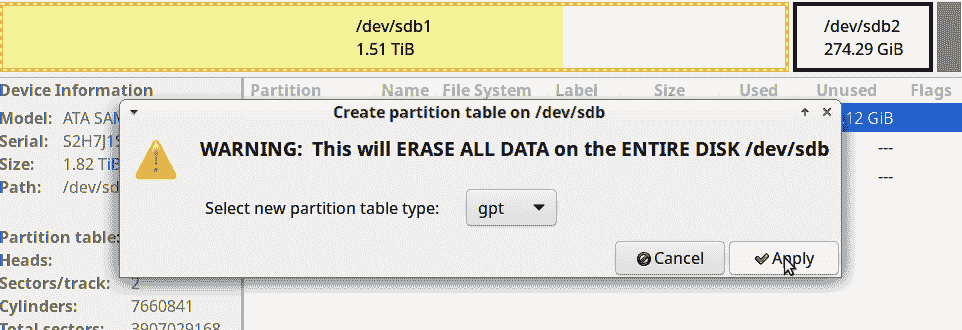 /dev/sdb1
1.51 TiB
/dev/sdb2
274.29 GiB
Device Information
Partition Name File System Label Size Used Unused Flags
Model: ATA SAM
.12 GiB
Serial: S2H7J1S
---
Size: 1.82 TiB
Path: /dev/sd
---
Create partition table on /dev/sdb
WARNING: This will ERASE ALL DATA on the ENTIRE DISK /dev/sdb
Select new partition table type: gpt
Cancel Apply
Partition table:
Heads:
Sectors/track: 2
Cylinders: 7660841
Total sectors: 3907029168